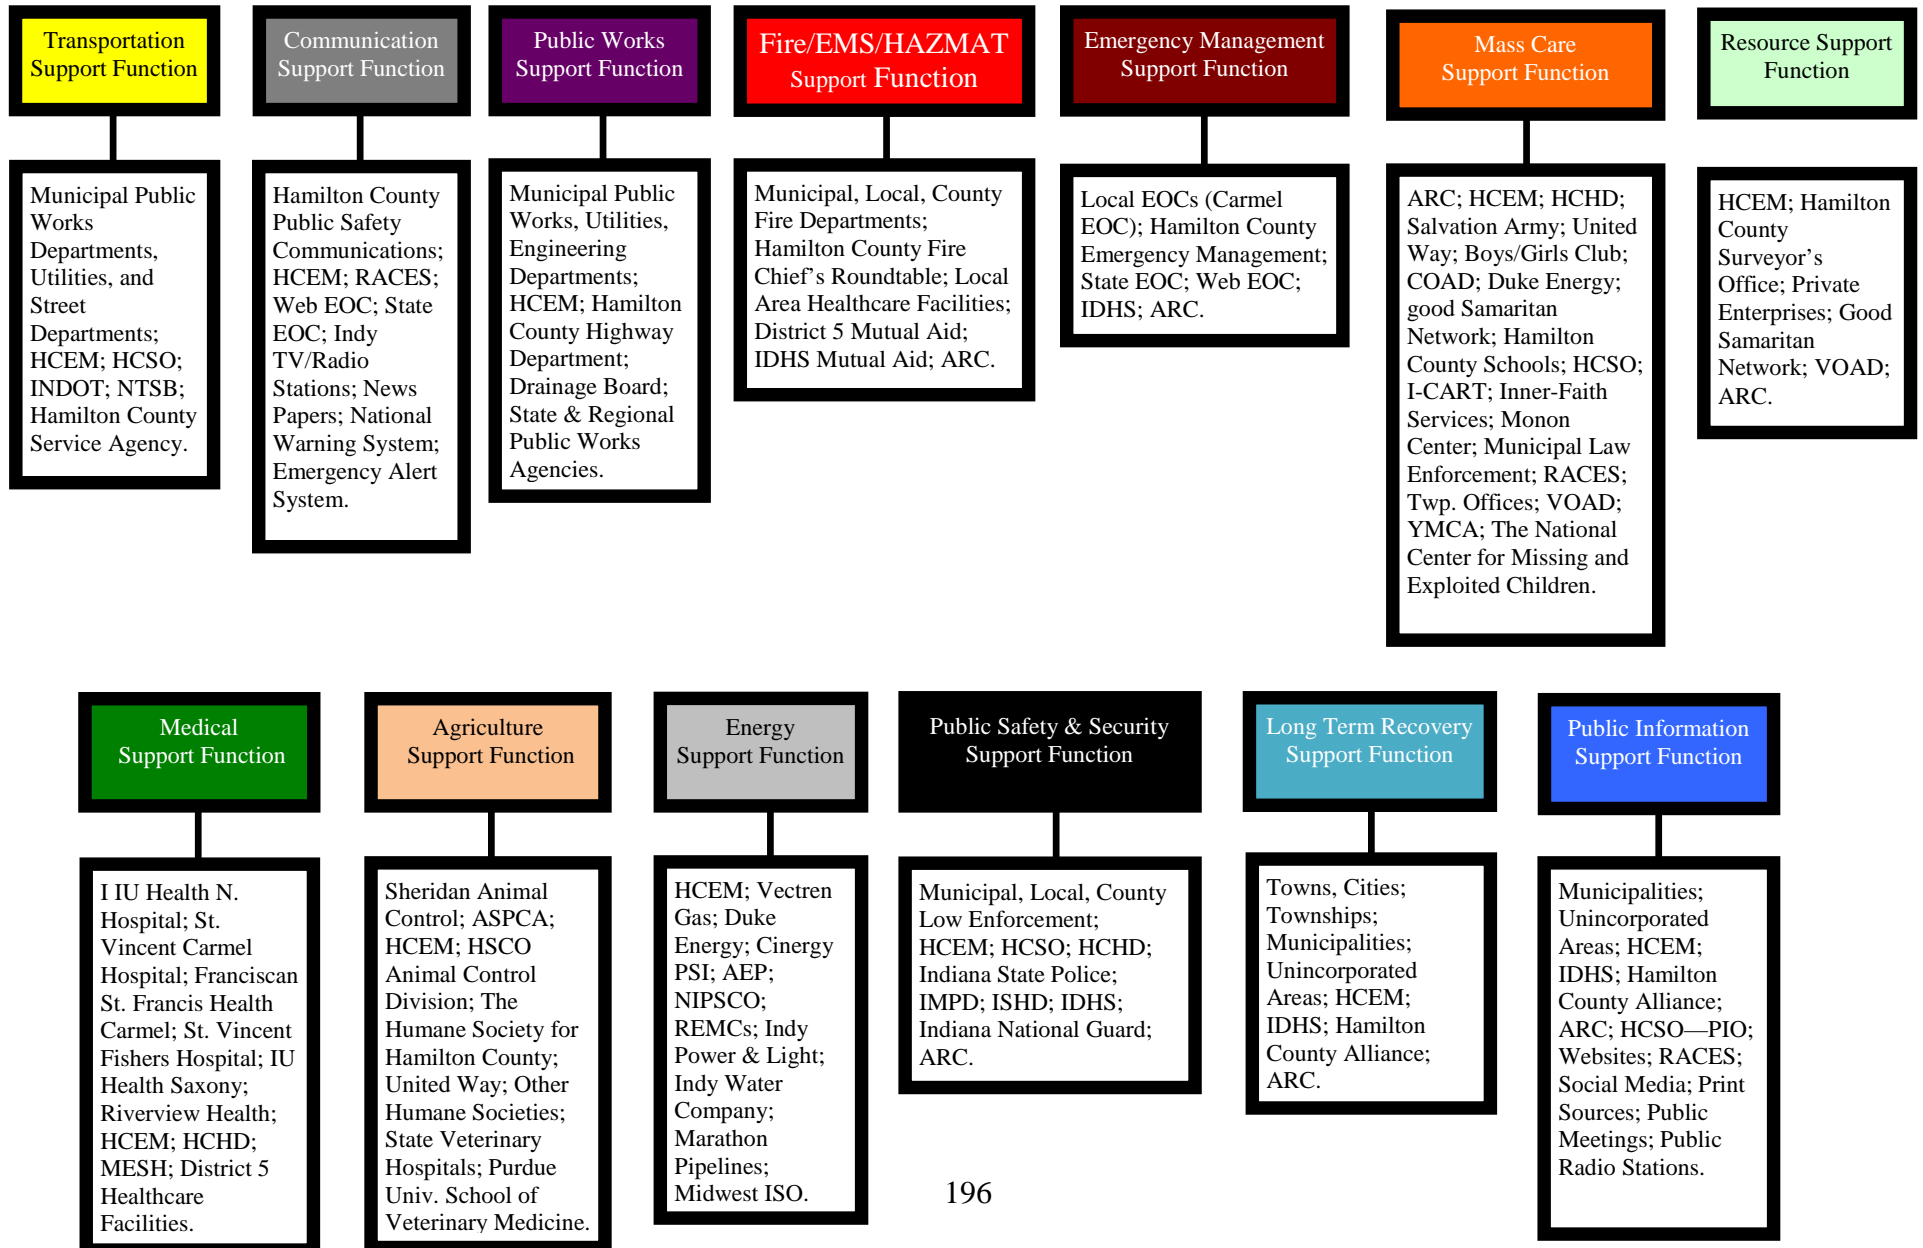 Transportation
Support Function
Municipal Public
Works
Departments,
Utilities, and
Street
Departments;
HCEM; HCSO;
INDOT; NTSB;
Hamilton County
Service Agency.
Communication
Support Function
Hamilton County
Public Safety
Communications;
HCEM; RACES;
Web EOC; State
EOC; Indy
TV/Radio
Stations; News
Papers; National
Warning System;
Emergency Alert
System.
Public Works
Support Function
Municipal Public
Works, Utilities,
Engineering
Departments;
HCEM; Hamilton
County Highway
Department;
Drainage Board;
State & Regional
Public Works
Agencies.
Fire/EMS/HAZMAT
Support Function
Municipal, Local, County
Fire Departments;
Hamilton County Fire
Chief’s Roundtable; Local
Area Healthcare Facilities;
District 5 Mutual Aid;
IDHS Mutual Aid; ARC.
Emergency Management
Support Function
Local EOCs (Carmel
EOC); Hamilton County
Emergency Management;
State EOC; Web EOC;
IDHS; ARC.
Mass Care
Support Function
ARC; HCEM; HCHD;
Salvation Army; United
Way; Boys/Girls Club;
COAD; Duke Energy;
good Samaritan
Network; Hamilton
County Schools; HCSO;
I-CART; Inner-Faith
Services; Monon
Center; Municipal Law
Enforcement; RACES;
Twp. Offices; VOAD;
YMCA; The National
Center for Missing and
Exploited Children.
Resource Support
Function
HCEM; Hamilton
County
Surveyor’s
Office; Private
Enterprises; Good
Samaritan
Network; VOAD;
ARC.
Medical
Support Function
I IU Health N.
Hospital; St.
Vincent Carmel
Hospital; Franciscan
St. Francis Health
Carmel; St. Vincent
Fishers Hospital; IU
Health Saxony;
Riverview Health;
HCEM; HCHD;
MESH; District 5
Healthcare
Facilities.
Agriculture
Support Function
Sheridan Animal
Control; ASPCA;
HCEM; HSCO
Animal Control
Division; The
Humane Society for
Hamilton County;
United Way; Other
Humane Societies;
State Veterinary
Hospitals; Purdue
Univ. School of
Veterinary Medicine.
Energy
Support Function
HCEM; Vectren
Gas; Duke
Energy; Cinergy
PSI; AEP;
NIPSCO;
REMCs; Indy
Power & Light;
Indy Water
Company;
Marathon
Pipelines;
Midwest ISO.
Public Safety & Security
Support Function
Municipal, Local, County
Low Enforcement;
HCEM; HCSO; HCHD;
Indiana State Police;
IMPD; ISHD; IDHS;
Indiana National Guard;
ARC.
Long Term Recovery
Support Function
Towns, Cities;
Townships;
Municipalities;
Unincorporated
Areas; HCEM;
IDHS; Hamilton
County Alliance;
ARC.
Public Information
Support Function
Municipalities;
Unincorporated
Areas; HCEM;
IDHS; Hamilton
County Alliance;
ARC; HCSO—PIO;
Websites; RACES;
Social Media; Print
Sources; Public
Meetings; Public
Radio Stations.
196